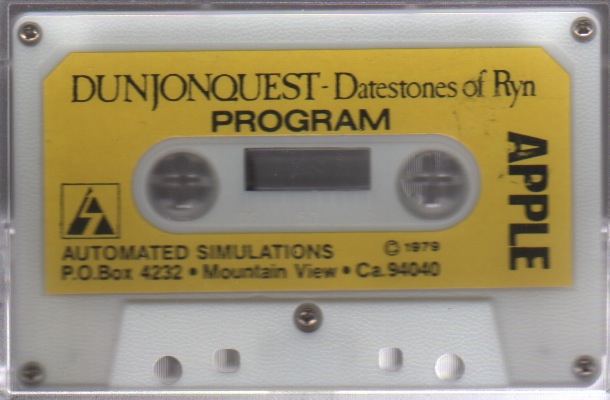 DUNJONQUEST - Datestones of Ryn
PROGRAM
APPLE
AUTOMATED SIMULATIONS © 1979
P.O.Box 4232 • Mountain View • Ca. 94040